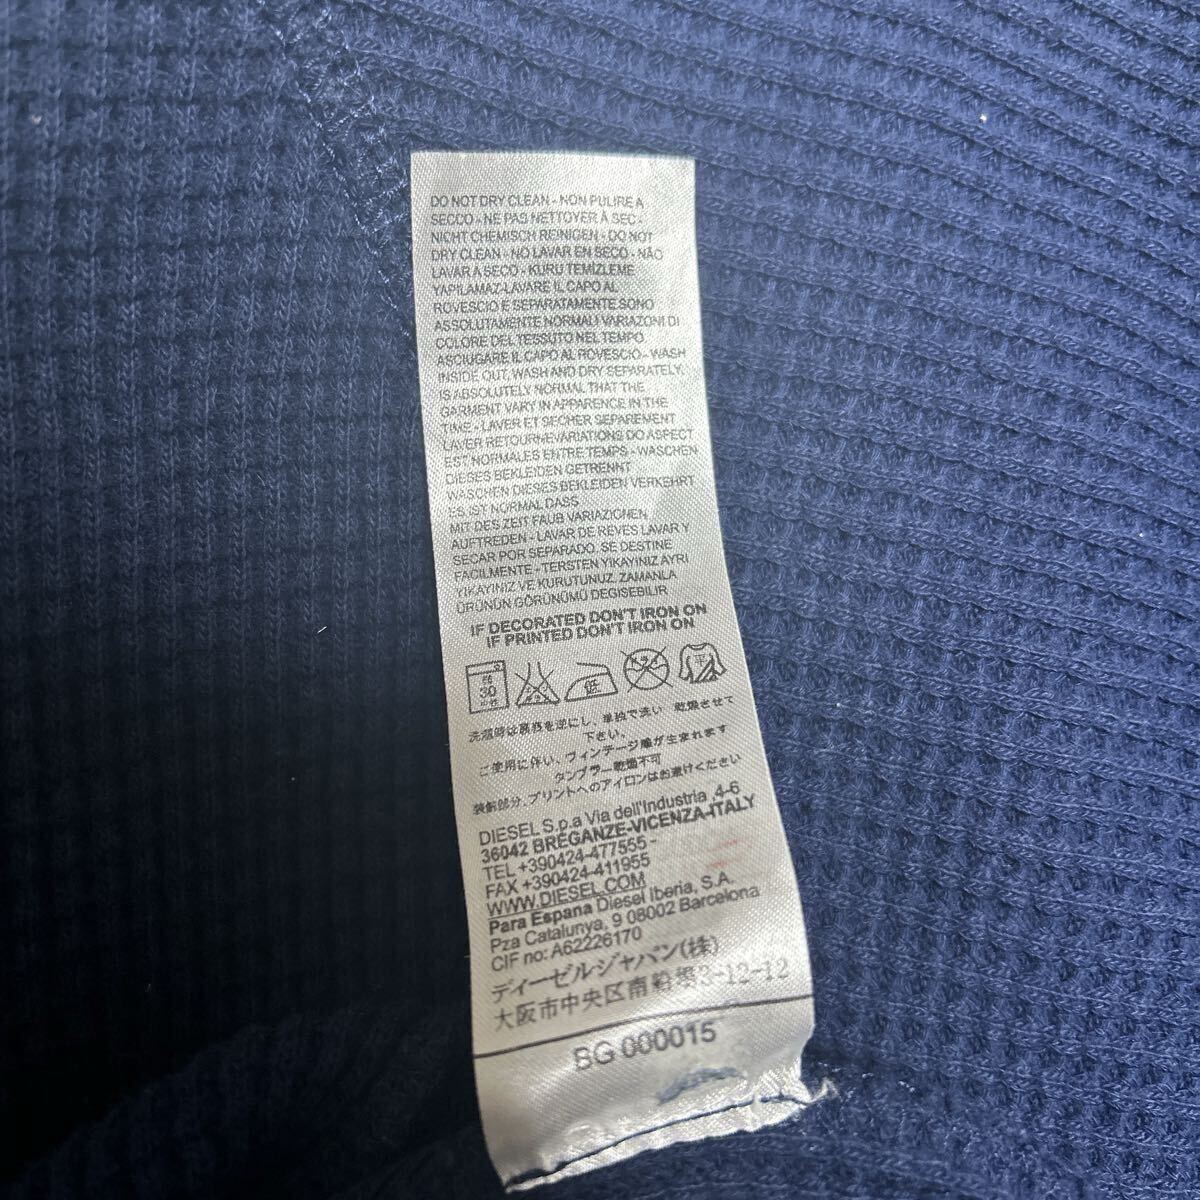 DO NOT DRY CLEAN - NON PULIRE A
SECCO - NE PAS NETTOYER À SEC -
NICHT CHEMISCH REINIGEN - DO NOT
DRY CLEAN - NO LAVAR EN SECO - NÃO
LAVAR A SECO - KURU TEMIZLEME
YAPILAMAZ-LAVARE IL CAPO AL
ROVESCIO E SEPARATAMENTE SONO
ASSOLUTAMENTE NORMALI VARIAZONI DI
COLORE DEL TESSUTO NEL TEMPO
ASCIUGARE IL CAPO AL ROVESCIO - WASH
INSIDE OUT, WASH AND DRY SEPARATELY,
IS ABSOLUTELY NORMAL THAT THE
GARMENT VARY IN APPARENCE IN THE
TIME - LAVER ET SECHER SEPAREMENT
LAVER RETOURNE VARIATIONS DO ASPECT
EST NORMALES ENTRE TEMPS - WASCHEN
DIESES BEKLEIDEN GETRENNT
WASCHEN DIESES BEKLEIDEN VERKEHRT
ES IST NORMAL DASS
MIT DES ZEIT FAUB VARIAZIONEN
AUFTREDEN - LAVAR DE REVES LAVAR Y
SECAR POR SEPARADO. SE DESTINE
FACILMENTE - TERSTEN YIKAYINIZ AYRI
YIKAYINIZ VE KURUTUNUZ. ZAMANLA
ÜRÜNÜN GÖRÜNÜMÜ DEGISEBILIR
IF DECORATED DON'T IRON ON
IF PRINTED DON'T IRON ON
30 低
洗濯時は裏表を逆にし、単独で洗い 乾燥させて
下さい。
ご使用に伴い、ヴィンテージ感が生まれます
タンブラー乾燥不可
装飾部分、プリントへのアイロンはお避けください
DIESEL S.p.a Via dell'Industria, 4-6
36042 BREGANZE-VICENZA-ITALY
TEL +390424-477555 -
FAX +390424-411955
WWW.DIESEL.COM
Para Espana Diesel Iberia, S.A.
Pza Catalunya, 9 08002 Barcelona
CIF no: A62226170
ディーゼルジャパン(株)
大阪市中央区南船場3-12-12
BG 000015